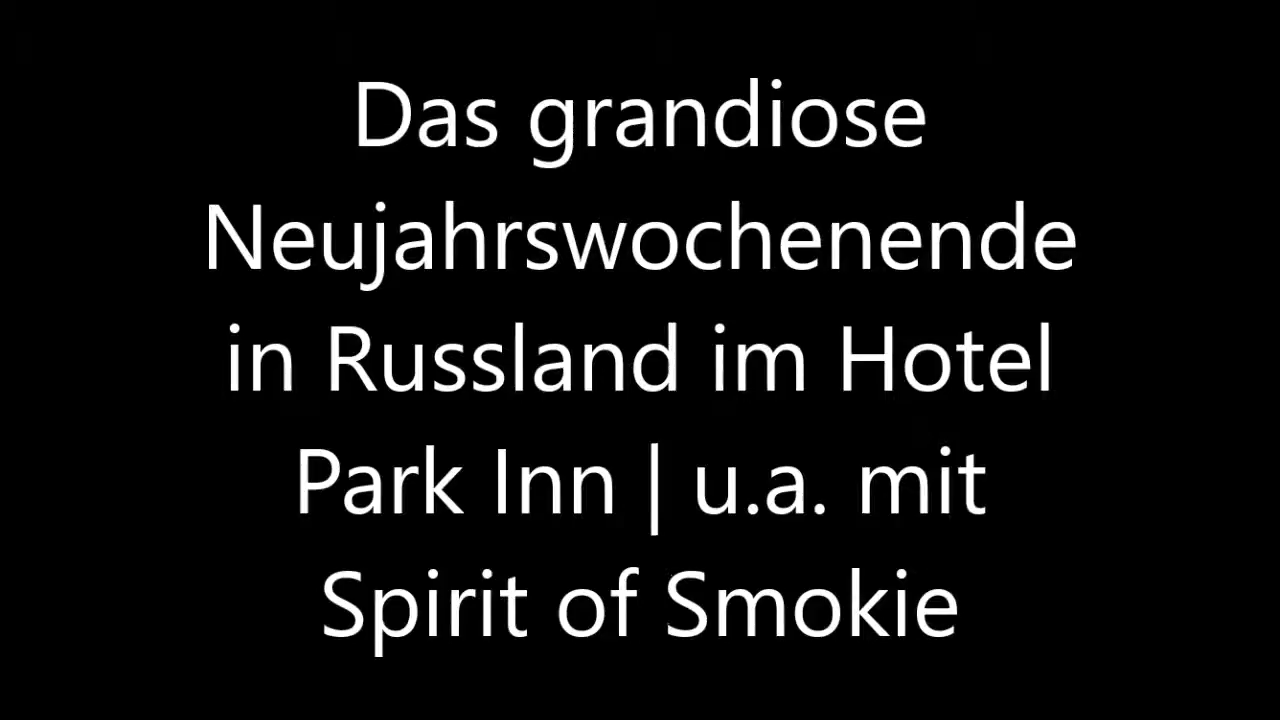 Das grandiose
Neujahrswochenende
in Russland im Hotel
Park Inn | u.a. mit
Spirit of Smokie